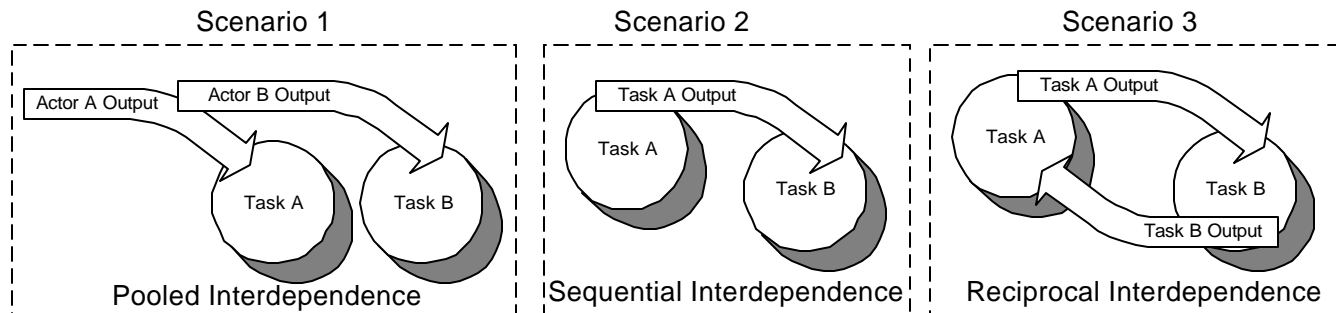 Scenario 1
Actor A Output
Actor B Output
Task A
Task B
Pooled Interdependence
Scenario 2
Task A Output
Task A
Task B
Sequential Interdependence
Scenario 3
Task A Output
Task A
Task B
Task B Output
Reciprocal Interdependence